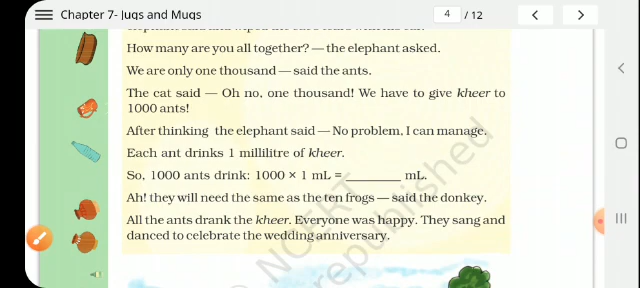 Chapter 7- Jugs and Mugs
4 / 12
How many are you all together? — the elephant asked.
We are only one thousand — said the ants.
The cat said — Oh no, one thousand! We have to give kheer to
1000 ants!
After thinking the elephant said — No problem, I can manage.
Each ant drinks 1 millilitre of kheer.
So, 1000 ants drink: 1000 × 1 mL = ________ mL.
Ah! they will need the same as the ten frogs — said the donkey.
All the ants drank the kheer. Everyone was happy. They sang and
danced to celebrate the wedding anniversary.
© NCERT
republished